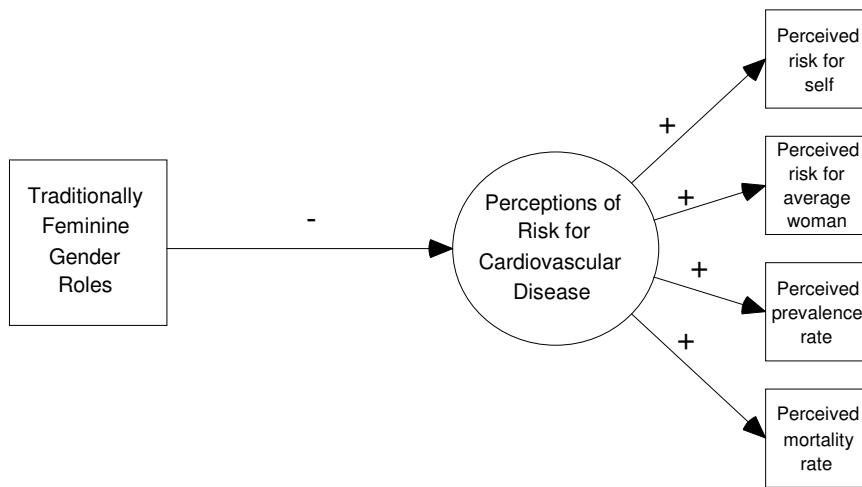 Traditionally
Feminine
Gender
Roles
-
Perceptions of
Risk for
Cardiovascular
Disease
+
+
+
+
Perceived
risk for
self
Perceived
risk for
average
woman
Perceived
prevalence
rate
Perceived
mortality
rate